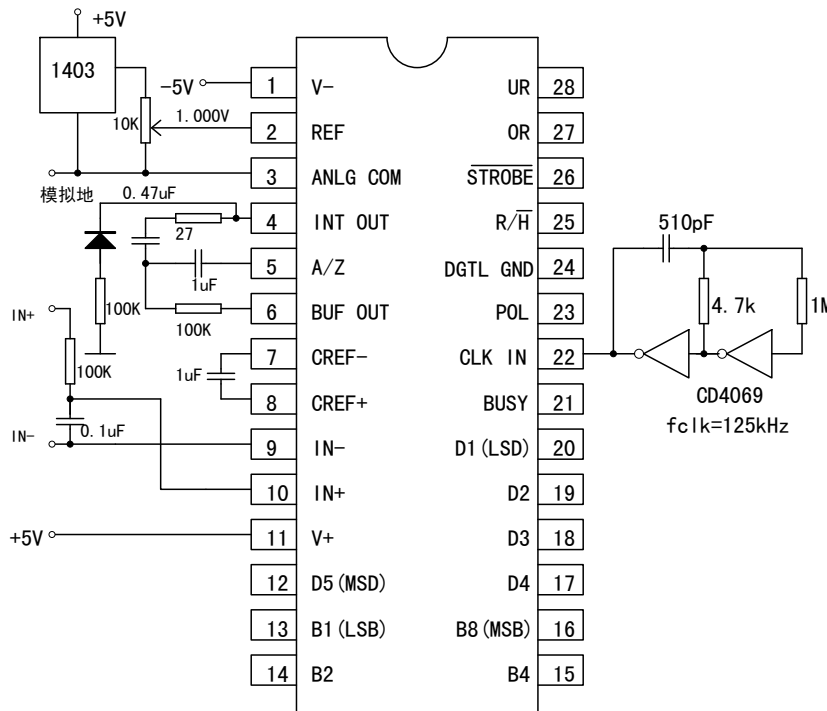 +5V
1403
10K
1.000V
模拟地
-5V
1 V- UR 28
2 REF OR 27
3 ANLG COM STROBE 26
4 INT OUT R/H 25
5 A/Z DGTL GND 24
6 BUF OUT POL 23
7 CREF- CLK IN 22
8 CREF+ BUSY 21
9 IN- D1(LSD) 20
10 IN+ D2 19
11 V+ D3 18
12 D5(MSD) D4 17
13 B1(LSB) B8(MSB) 16
14 B2 B4 15
0.47uF
27
1uF
100K
100K
IN+
100K
1uF
IN-
0.1uF
+5V
510pF
4.7k
1M
CD4069
fclk=125kHz